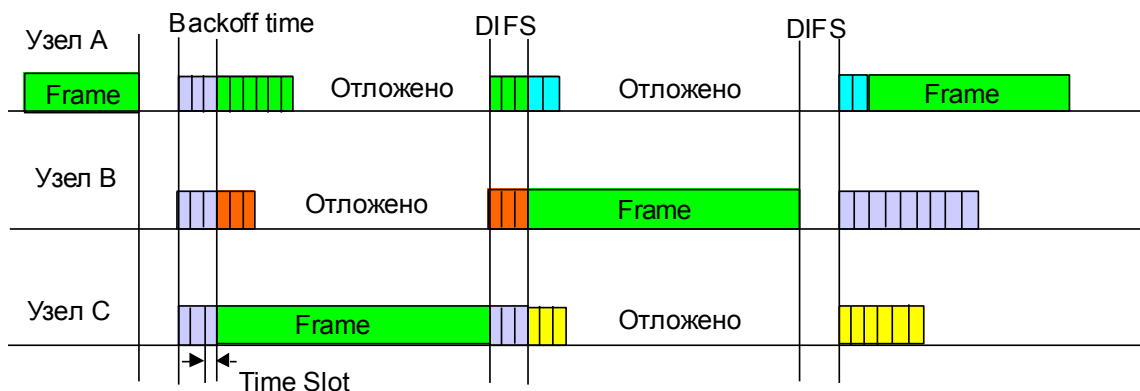 Backoff time
DIFS
DIFS
Узел А
Frame
Отложено
Отложено
Frame
Узел В
Отложено
Frame
Узел С
Frame
Отложено
Time Slot